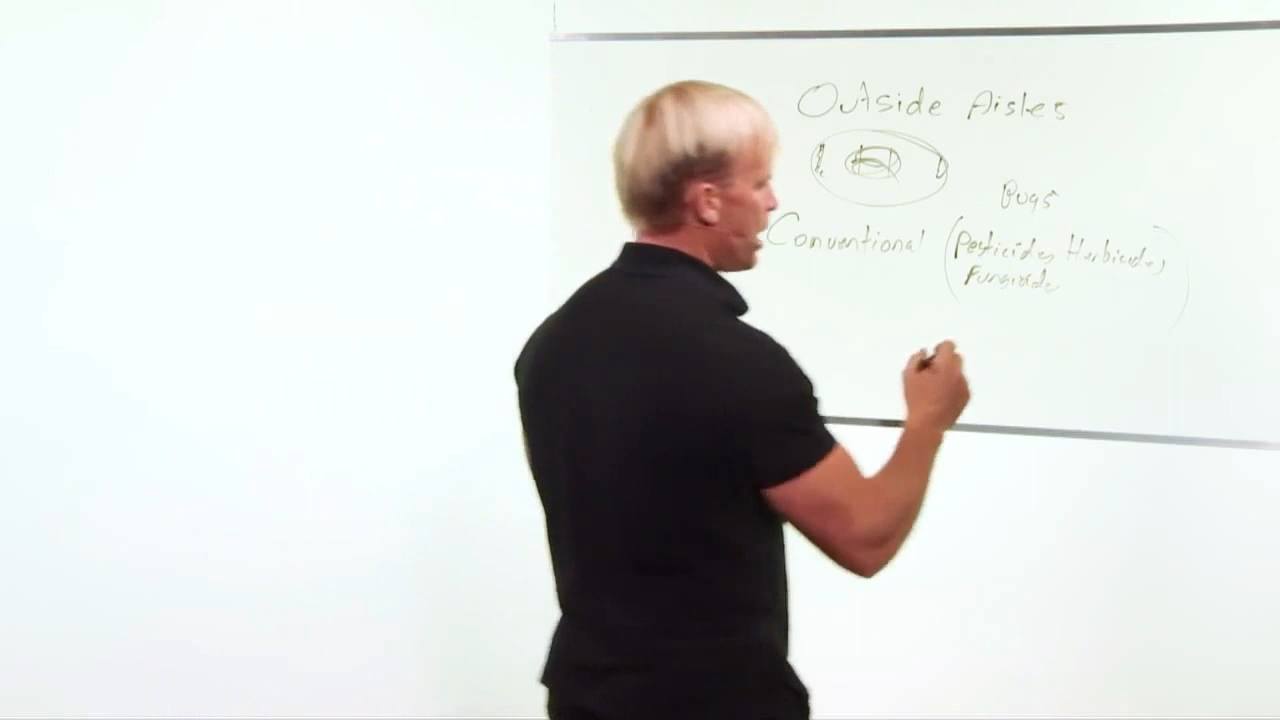 Outside Aisles
Bugs
Conventional (Pesticides, Herbicides,
Fungicide)